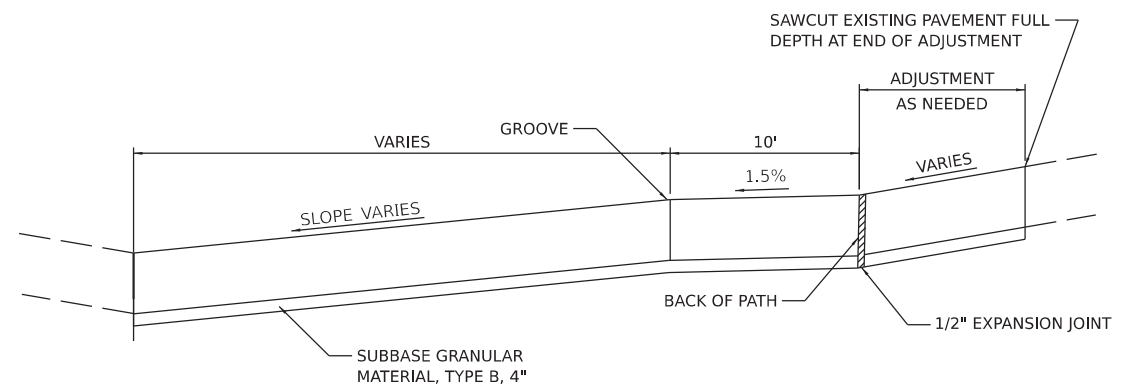 SAWCUT EXISTING PAVEMENT FULL
DEPTH AT END OF ADJUSTMENT
ADJUSTMENT
AS NEEDED
GROOVE
VARIES
10'
VARIES
1.5%
SLOPE VARIES
BACK OF PATH
1/2" EXPANSION JOINT
SUBBASE GRANULAR
MATERIAL, TYPE B, 4"